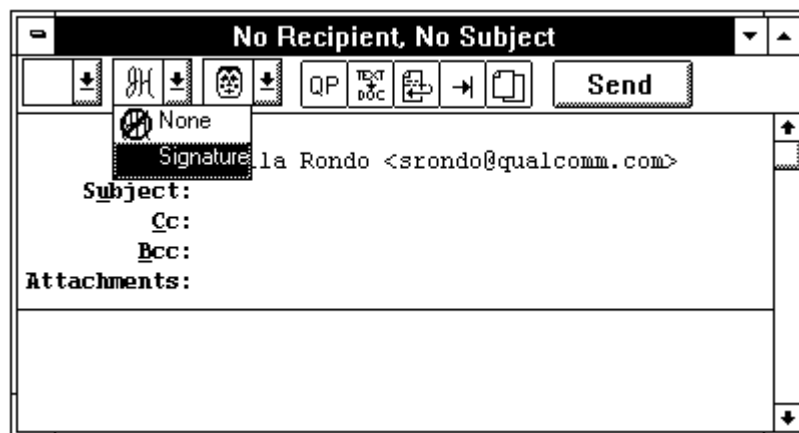 No Recipient, No Subject
JH QP TEXT DOC Send
None
Signature
lla Rondo <srondo@qualcomm.com>
Subject:
Cc:
Bcc:
Attachments: